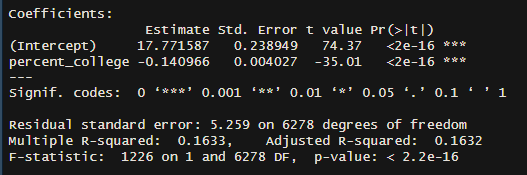 Coefficients:
                 Estimate Std. Error t value Pr(>|t|)
(Intercept)     17.771587   0.238949   74.37   <2e-16 ***
percent_college -0.140966   0.004027  -35.01   <2e-16 ***
---
Signif. codes:  0 ‘***’ 0.001 ‘**’ 0.01 ‘*’ 0.05 ‘.’ 0.1 ‘ ’ 1

Residual standard error: 5.259 on 6278 degrees of freedom
Multiple R-squared:  0.1633,    Adjusted R-squared:  0.1632
F-statistic:  1226 on 1 and 6278 DF,  p-value: < 2.2e-16